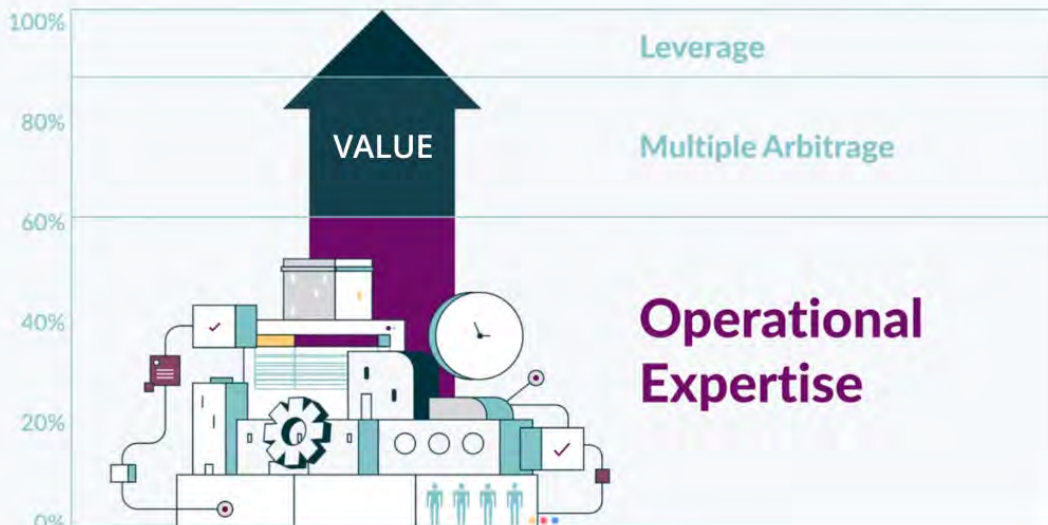 100%
Leverage
80%
VALUE
Multiple Arbitrage
60%
40%
Operational
Expertise
20%
0%